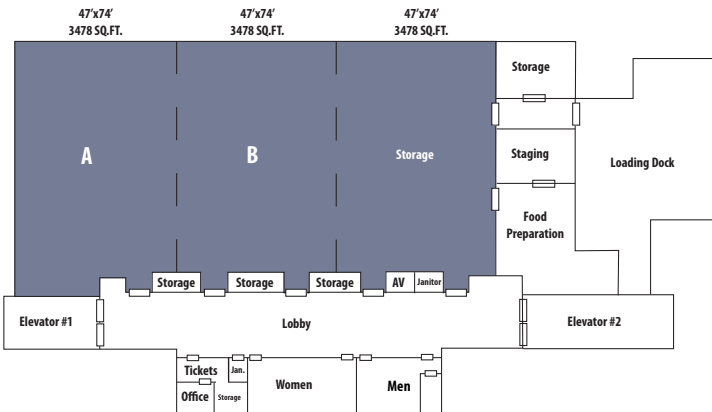 47'x74'
3478 SQ.FT.
47'x74'
3478 SQ.FT.
47'x74'
3478 SQ.FT.
Storage
A
B
Storage
Staging
Loading Dock
Food
Preparation
Storage
Storage
Storage
AV
Janitor
Elevator #1
Lobby
Elevator #2
Tickets
Jan.
Women
Men
Office
Storage